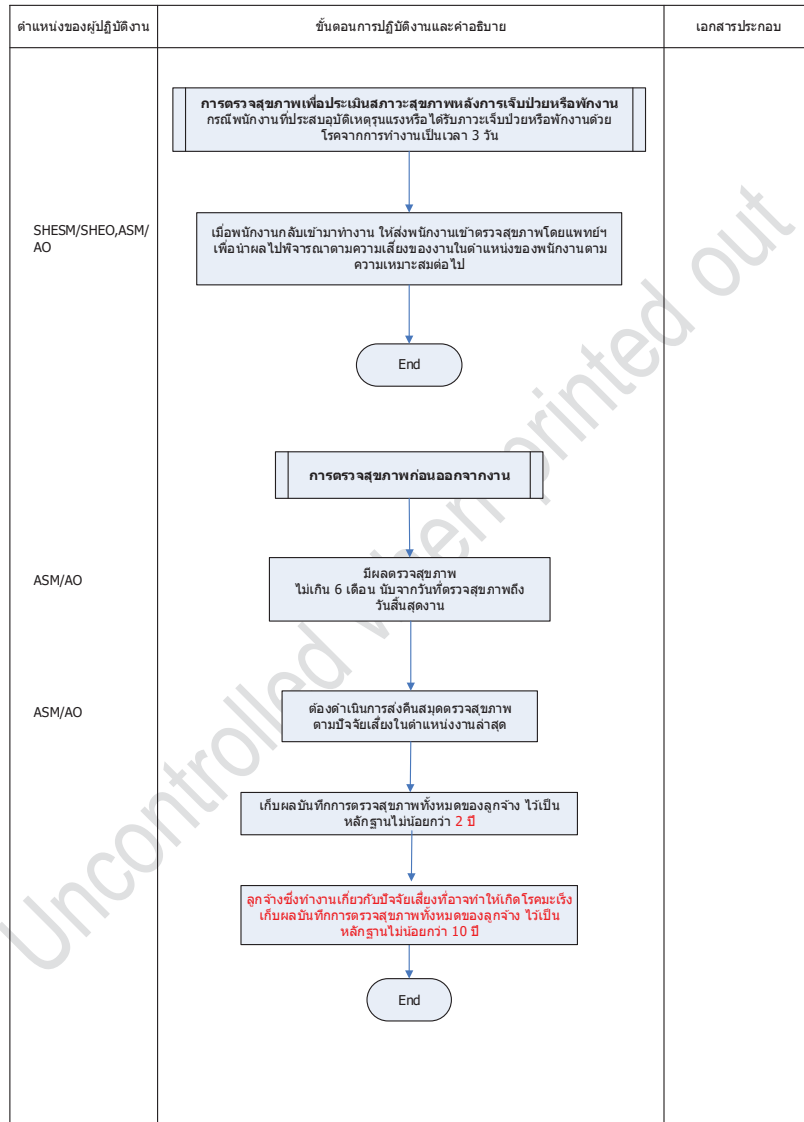 ตำแหน่งของผู้ปฏิบัติงาน
ขั้นตอนการปฏิบัติงานและคำอธิบาย
เอกสารประกอบ
การตรวจสุขภาพเพื่อประเมินสภาวะสุขภาพหลังการเจ็บป่วยหรือพักงาน
กรณีพนักงานที่ประสบอุบัติเหตุรุนแรงหรือได้รับภาวะเจ็บป่วยหรือพักงานด้วย
โรคจากการทำงานเป็นเวลา 3 วัน
SHESM/SHEO,ASM/
AO
เมื่อพนักงานกลับเข้ามาทำงาน ให้ส่งพนักงานเข้าตรวจสุขภาพโดยแพทย์ฯ
เพื่อนำผลไปพิจารณาตามความเสี่ยงของงานในตำแหน่งของพนักงานตาม
ความเหมาะสมต่อไป
End
การตรวจสุขภาพก่อนออกจากงาน
ASM/AO
มีผลตรวจสุขภาพ
ไม่เกิน 6 เดือน นับจากวันที่ตรวจสุขภาพถึง
วันสิ้นสุดงาน
ASM/AO
ต้องดำเนินการส่งคืนสมุดตรวจสุขภาพ
ตามปัจจัยเสี่ยงในตำแหน่งงานล่าสุด
เก็บผลบันทึกการตรวจสุขภาพทั้งหมดของลูกจ้าง ไว้เป็น
หลักฐานไม่น้อยกว่า 2 ปี
ลูกจ้างซึ่งทำงานเกี่ยวกับปัจจัยเสี่ยงที่อาจทำให้เกิดโรคมะเร็ง
เก็บผลบันทึกการตรวจสุขภาพทั้งหมดของลูกจ้าง ไว้เป็น
หลักฐานไม่น้อยกว่า 10 ปี
End
Uncontrolled when printed out